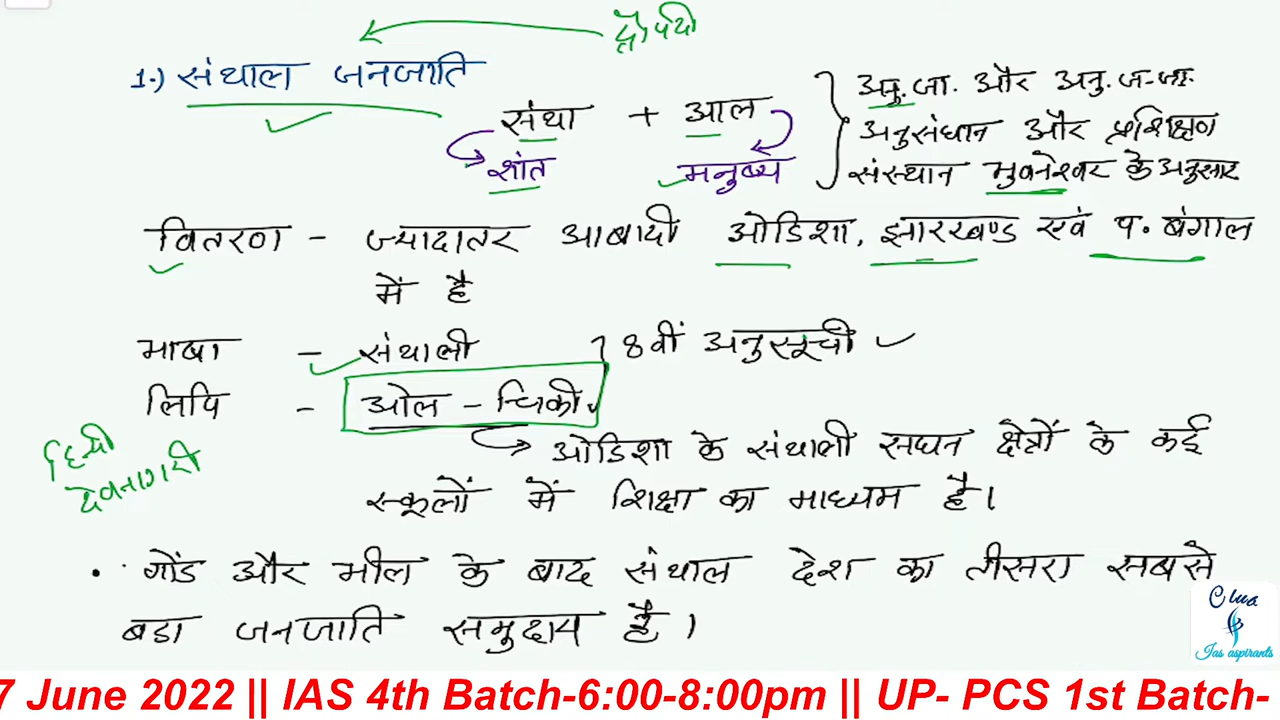 द्रौपदी
1.) संथाल जनजाति
संथा + आल
शांत मनुष्य
अनु.जा. और अनु.ज.जा.
अनुसंधान और प्रशिक्षण
संस्थान भुवनेश्वर के अनुसार
वितरण - ज्यादातर आबादी ओडिशा, झारखण्ड एवं प. बंगाल
में है
भाषा - संथाली } 8वीं अनुसूची
लिपि - ओल - चिकी
हिन्दी
देवनागरी
ओडिशा के संथाली सघन क्षेत्रों के कई
स्कूलों में शिक्षा का माध्यम है।
• गोंड और भील के बाद संथाल देश का तीसरा सबसे
बडा जनजाति समुदाय है।
Clue
Ias aspirants
7 June 2022 || IAS 4th Batch-6:00-8:00pm || UP- PCS 1st Batch-